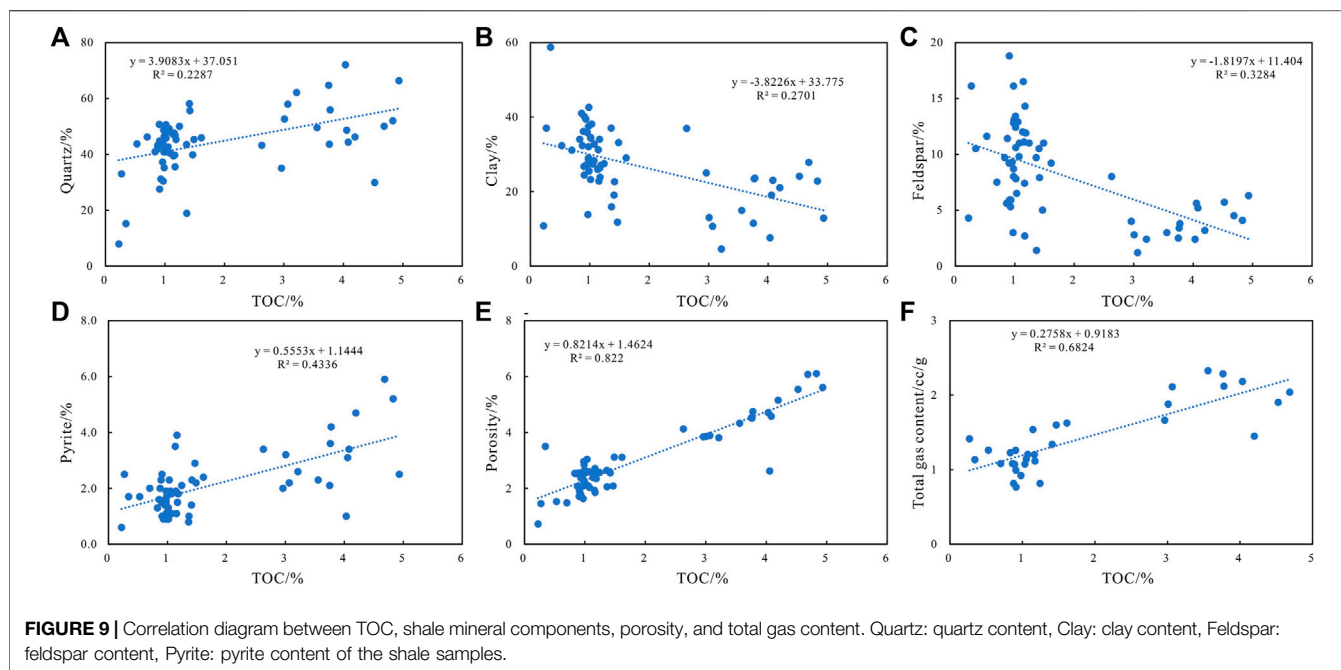 A
B
C
80
60
40
20
0
Quartz/%
y = 3.9083x + 37.051
R² = 0.2287
0 1 2 3 4 5 6
TOC/%
60
40
20
0
Clay/%
y = -3.8226x + 33.775
R² = 0.2701
0 1 2 3 4 5 6
TOC/%
20
15
10
5
0
Feldspar/%
y = -1.8197x + 11.404
R² = 0.3284
0 1 2 3 4 5 6
TOC/%
D
E
F
8.0
6.0
4.0
2.0
0.0
Pyrite/%
y = 0.5553x + 1.1444
R² = 0.4336
0 1 2 3 4 5 6
TOC/%
8
6
4
2
0
Porosity/%
y = 0.8214x + 1.4624
R² = 0.822
0 1 2 3 4 5 6
TOC/%
3
2
1
0
Total gas content/cc/g
y = 0.2758x + 0.9183
R² = 0.6824
0 1 2 3 4 5
TOC/%
FIGURE 9 | Correlation diagram between TOC, shale mineral components, porosity, and total gas content. Quartz: quartz content, Clay: clay content, Feldspar:
feldspar content, Pyrite: pyrite content of the shale samples.